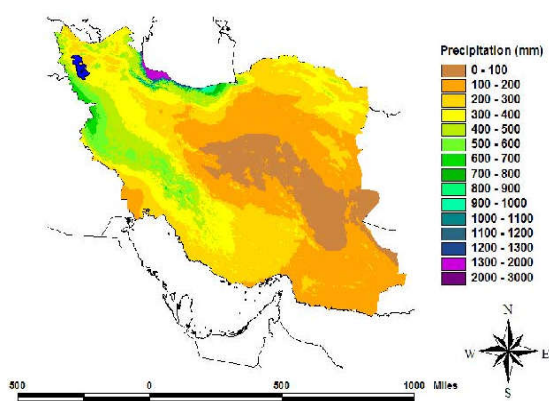 Precipitation (mm)
0 - 100
100 - 200
200 - 300
300 - 400
400 - 500
500 - 600
600 - 700
700 - 800
800 - 900
900 - 1000
1000 - 1100
1100 - 1200
1200 - 1300
1300 - 2000
2000 - 3000
N
W E
S
500 0 500 1000 Miles